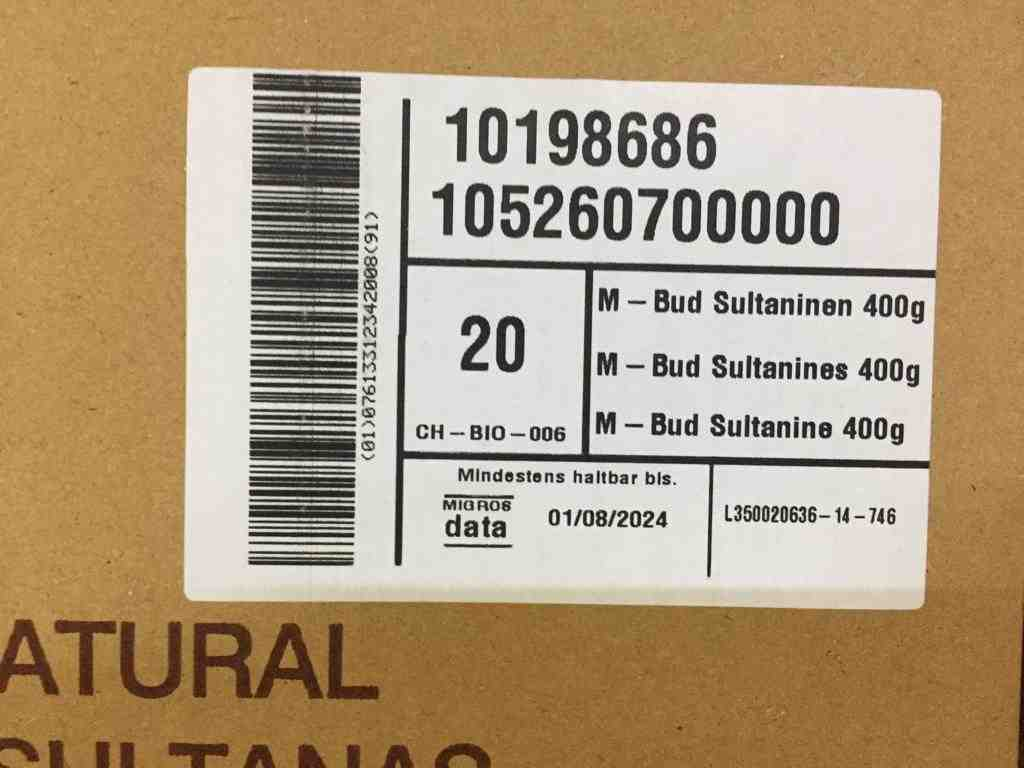 10198686
105260700000
(01)07613312342008(91)
20
CH-BIO-006
M-Bud Sultaninen 400g
M-Bud Sultanines 400g
M-Bud Sultanine 400g
Mindestens haltbar bis.
MIGROS
data
01/08/2024
L350020636-14-746
ATURAL
SULTANAS